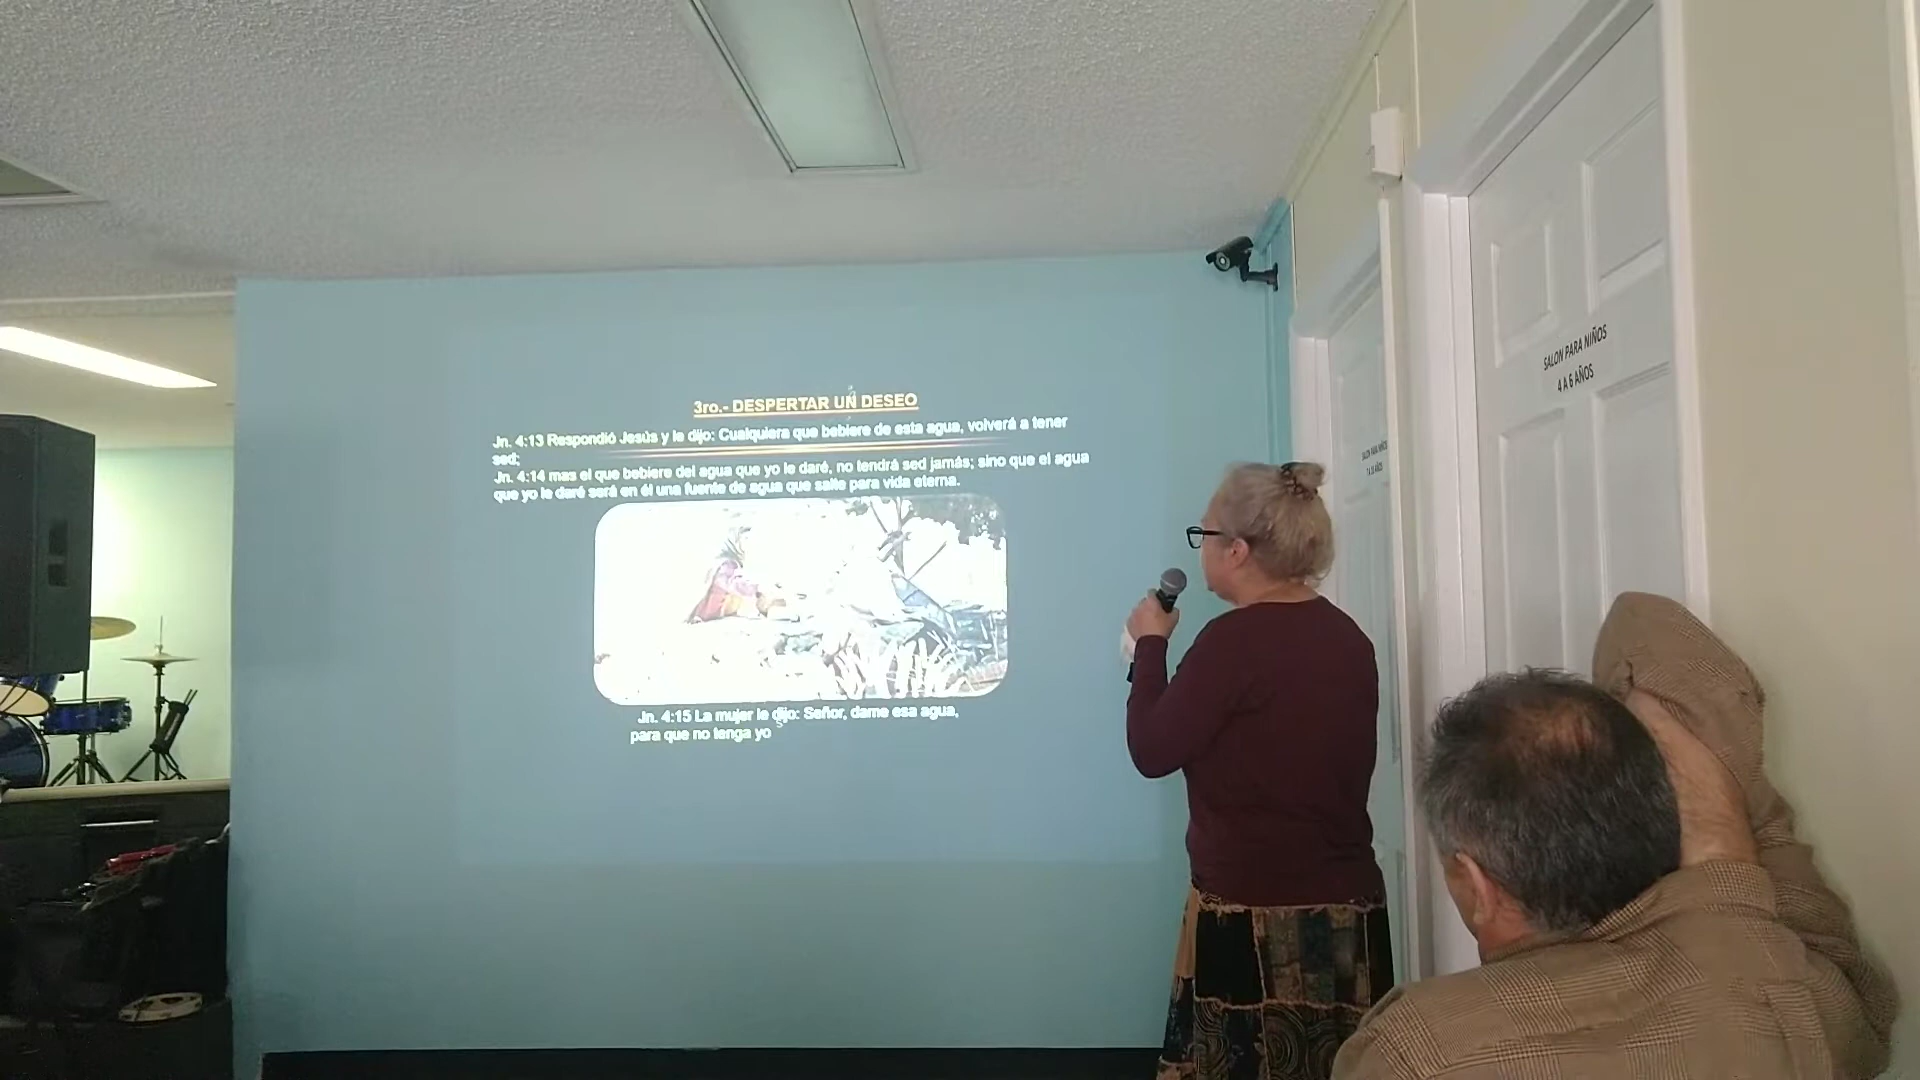 3ro.- DESPERTAR UN DESEO
Jn. 4:13 Respondió Jesús y le dijo: Cualquiera que bebiere de esta agua, volverá a tener
sed;
Jn. 4:14 mas el que bebiere del agua que yo le daré, no tendrá sed jamás; sino que el agua
que yo le daré será en él una fuente de agua que salte para vida eterna.
Jn. 4:15 La mujer le dijo: Señor, dame esa agua,
para que no tenga yo
s
SALON PARA NIÑOS
4 A 6 AÑOS
SALON PARA NIÑOS
AÑOS